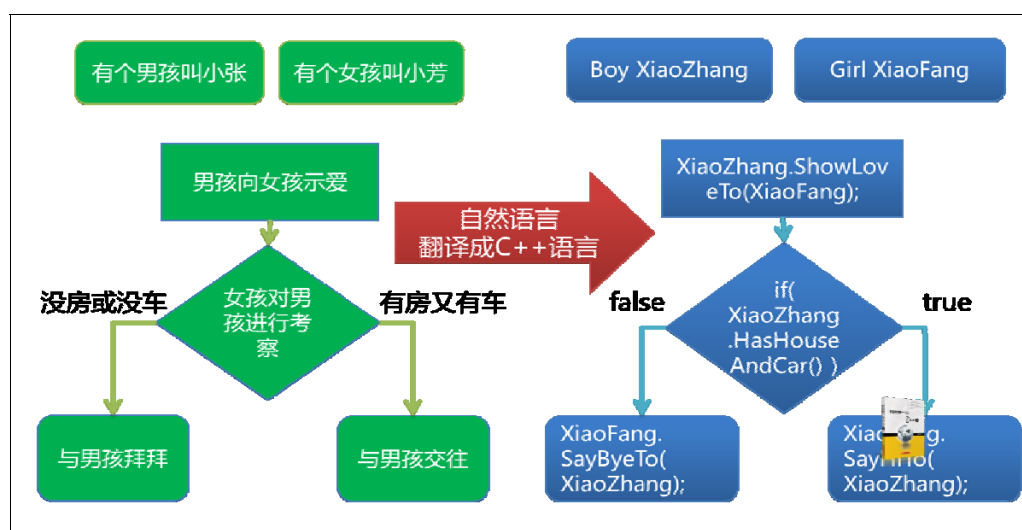 有个男孩叫小张
有个女孩叫小芳
Boy XiaoZhang
Girl XiaoFang
男孩向女孩示爱
XiaoZhang.ShowLov
eTo(XiaoFang);
自然语言
翻译成C++语言
没房或没车
女孩对男
孩进行考
察
有房又有车
false
if(
XiaoZhang
.HasHouse
AndCar() )
true
与男孩拜拜
与男孩交往
XiaoFang.
SayByeTo(
XiaoZhang);
XiaoZhang);